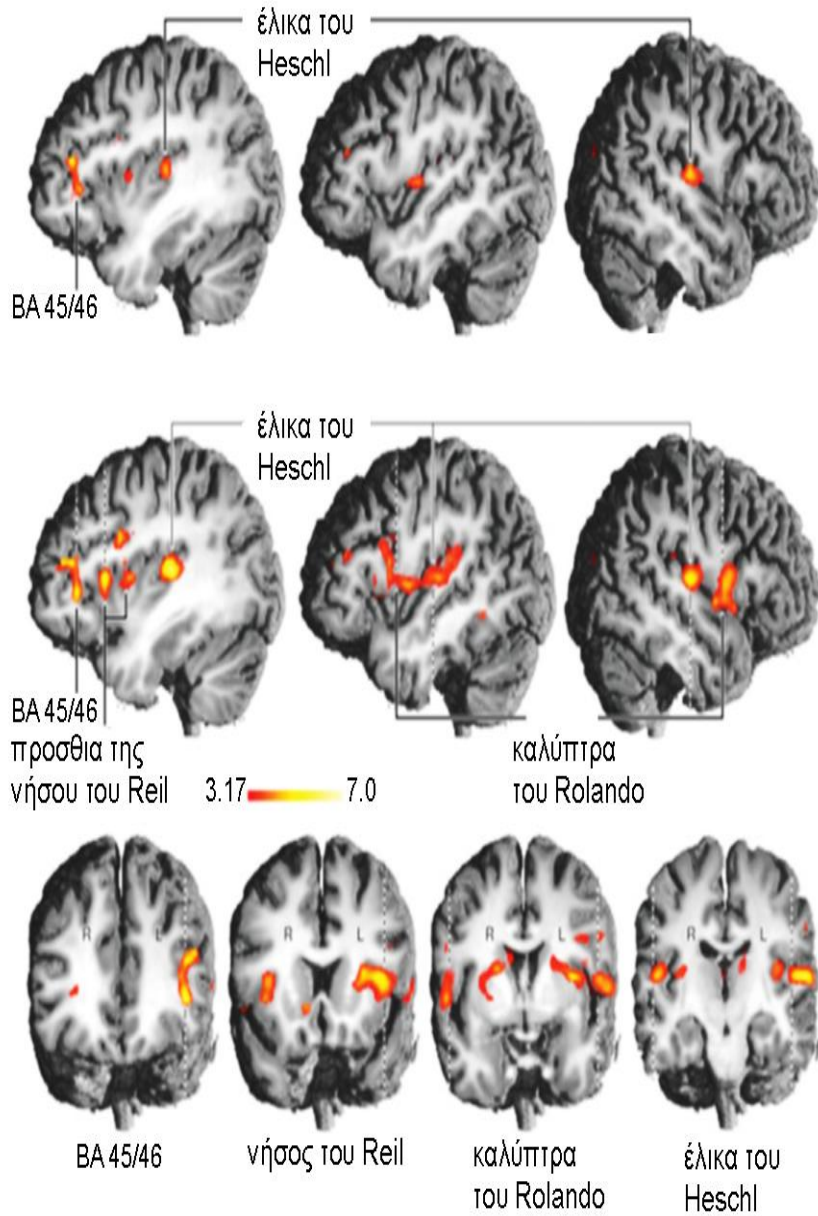 έλικα του
Heschl
BA 45/46
έλικα του
Heschl
BA 45/46
προσθια της
νήσου του Reil
καλύπτρα
του Rolando
3.17 7.0
R L
R L
R L
R L
BA 45/46
νήσος του Reil
καλύπτρα
του Rolando
έλικα του
Heschl